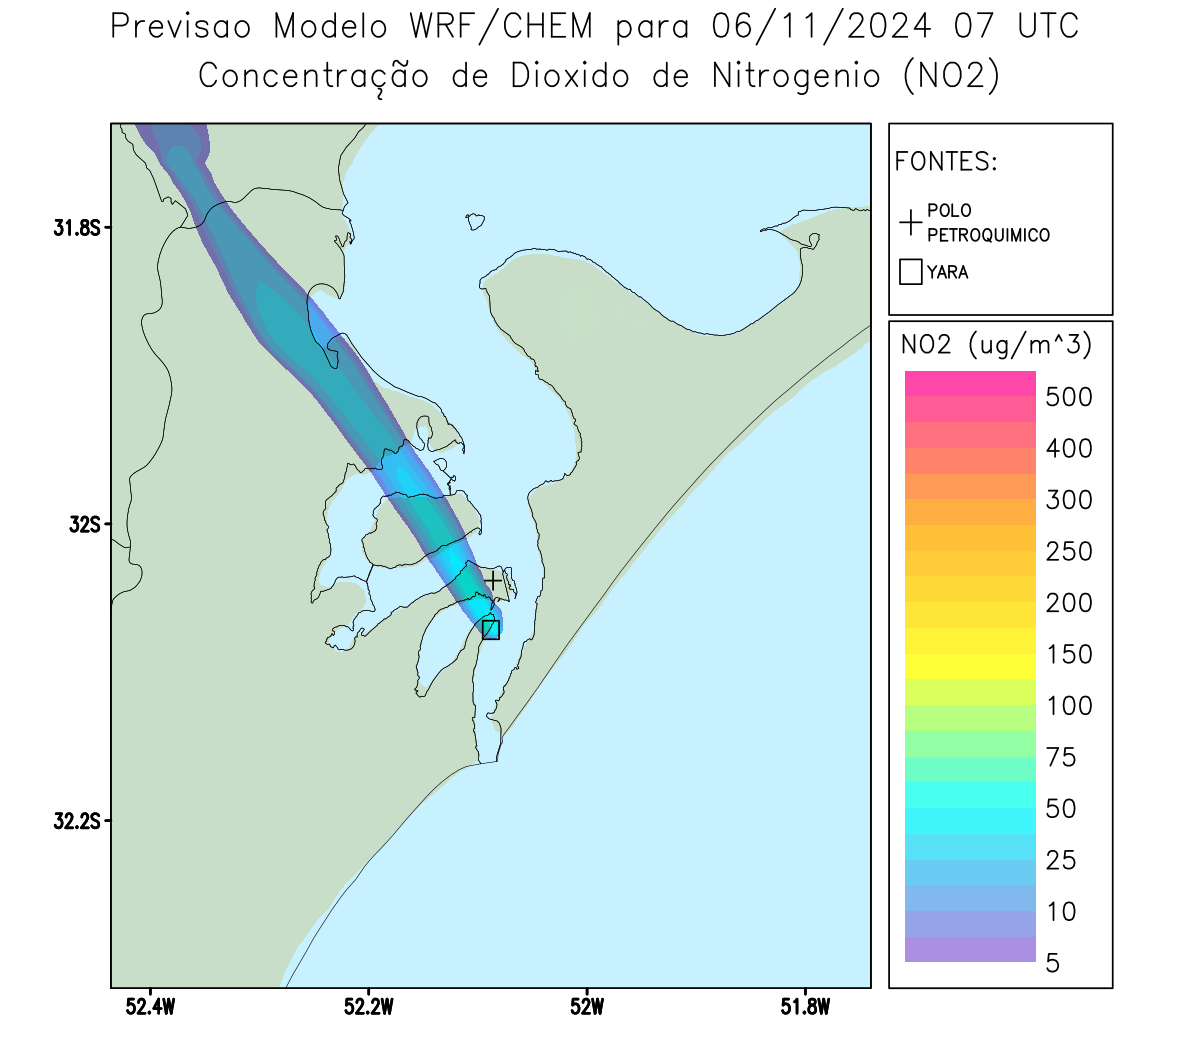 Previsao Modelo WRF/CHEM para 06/11/2024 07 UTC
Concentração de Dioxido de Nitrogenio (NO2)
FONTES:
POLO
PETROQUIMICO
YARA
NO2 (ug/m^3)
500
400
300
250
200
150
100
75
50
25
10
5
31.8S
32S
32.2S
52.4W
52.2W
52W
51.8W